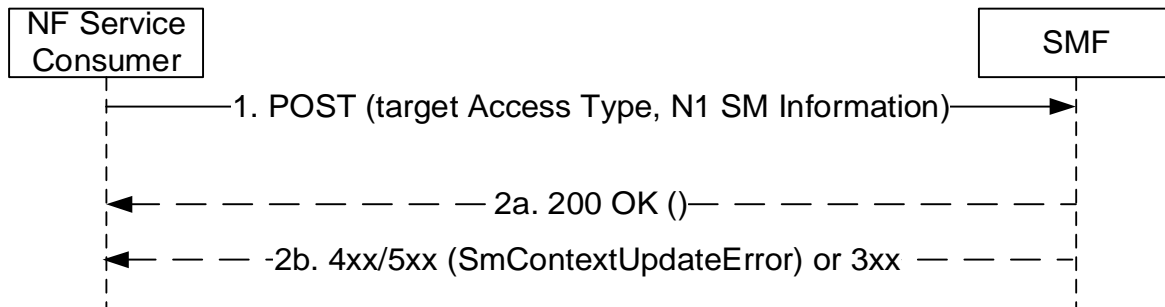 NF Service
Consumer
SMF
1. POST (target Access Type, N1 SM Information)
2a. 200 OK ()
2b. 4xx/5xx (SmContextUpdateError) or 3xx